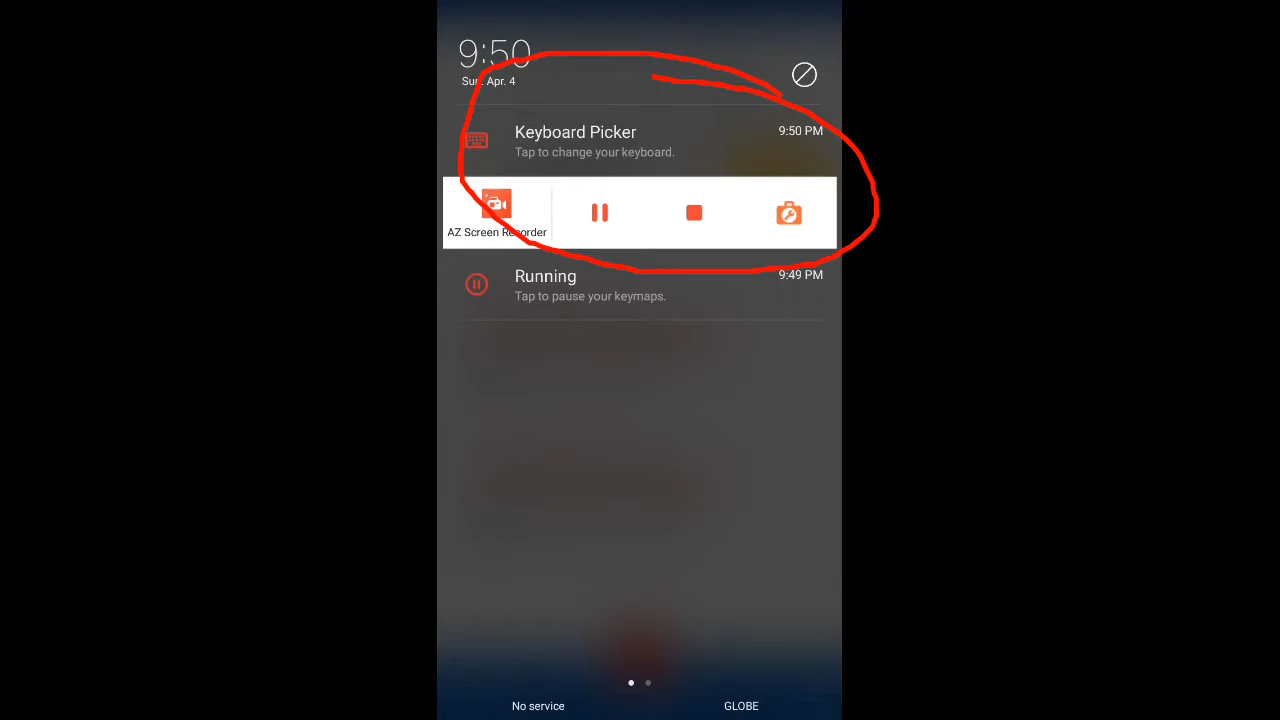 9:50
Sun, Apr. 4
Keyboard Picker
9:50 PM
Tap to change your keyboard.
AZ Screen Recorder
Running
9:49 PM
Tap to pause your keymaps.
No service
GLOBE